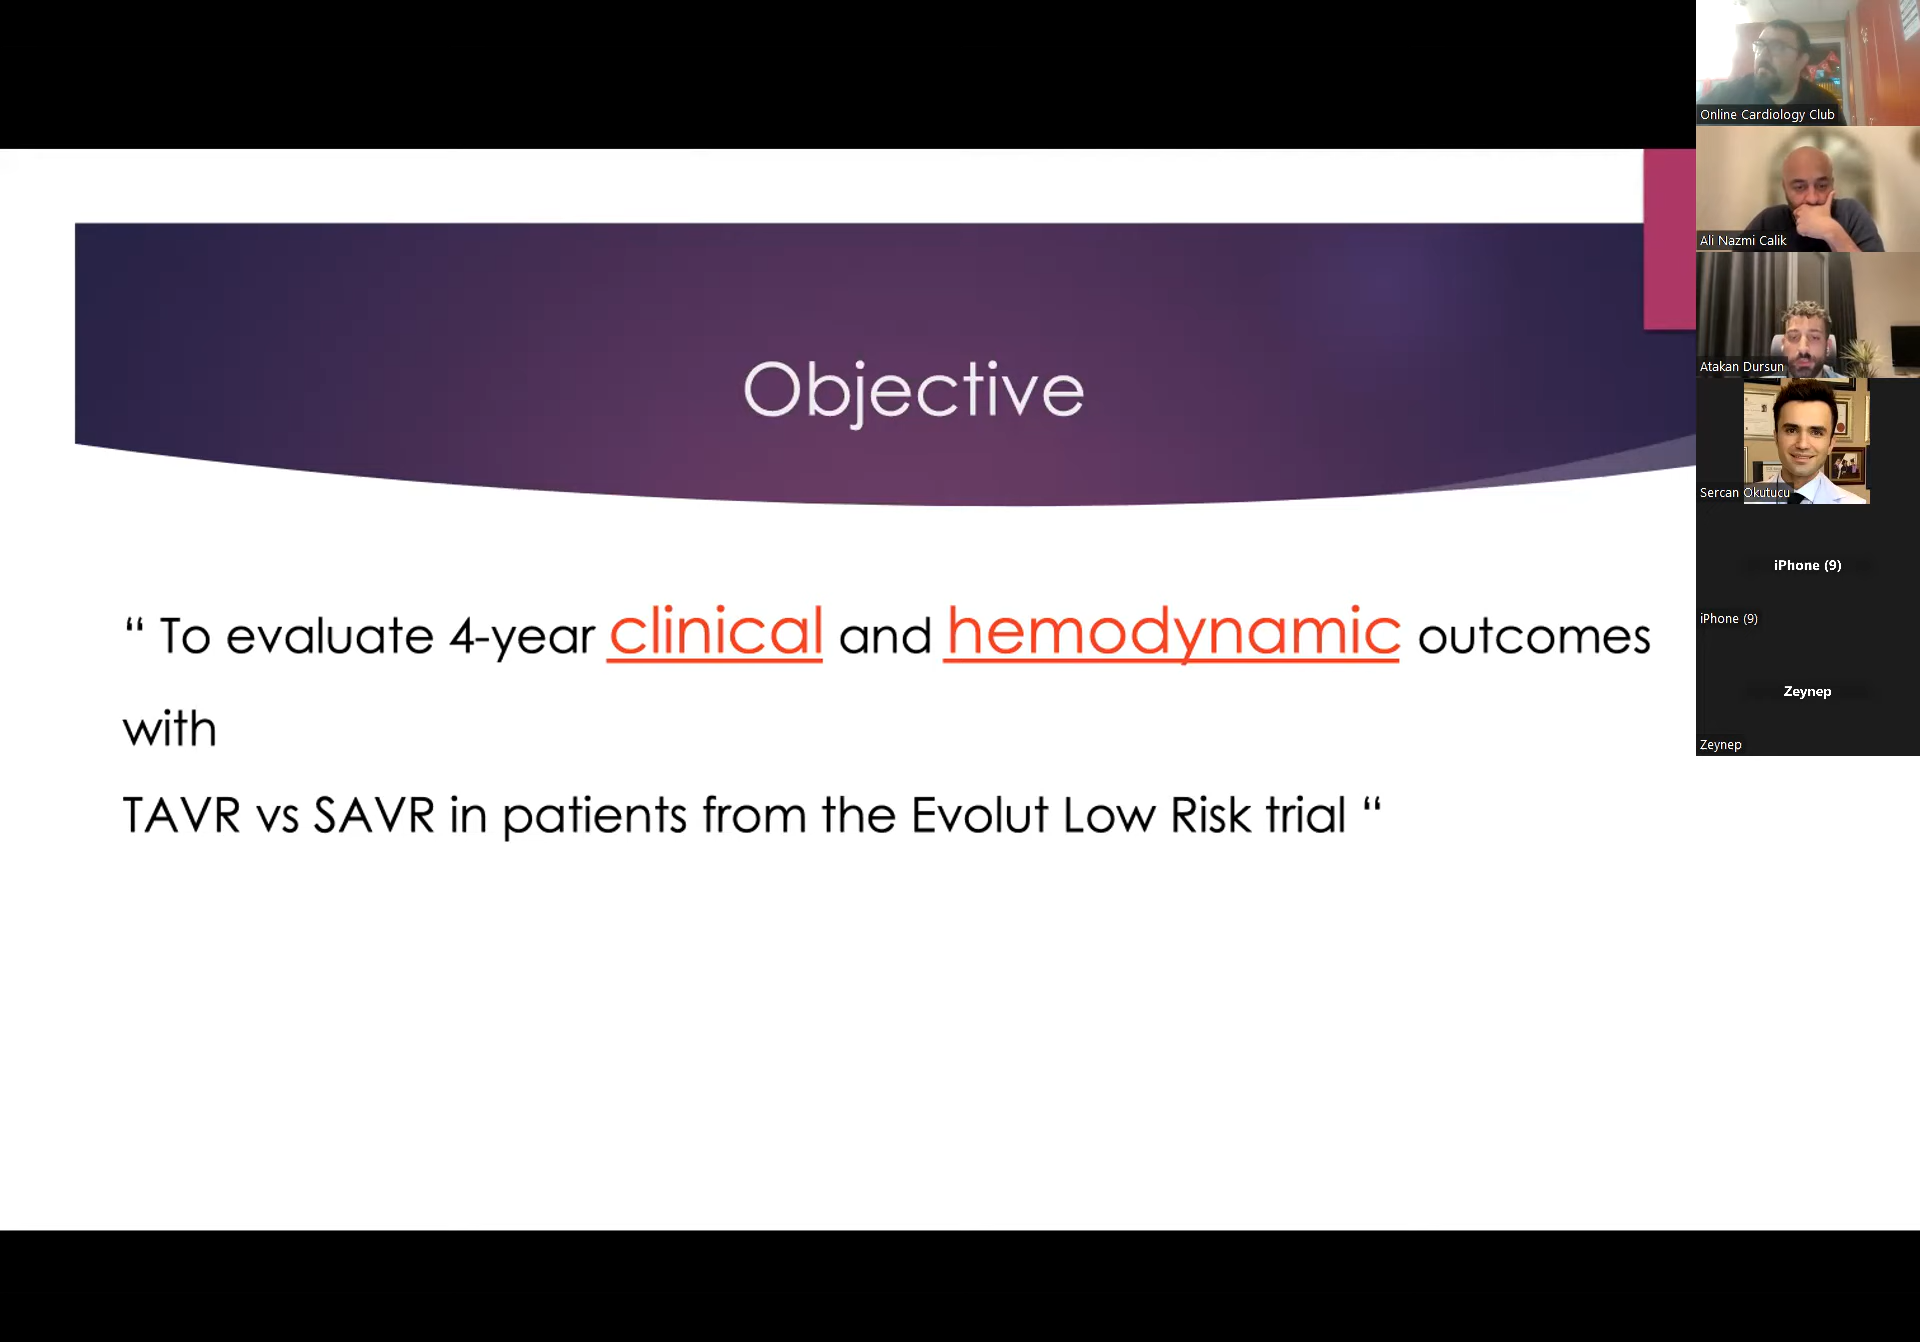 Objective
“ To evaluate 4-year clinical and hemodynamic outcomes
with
TAVR vs SAVR in patients from the Evolut Low Risk trial “
Online Cardiology Club
Ali Nazmi Calik
Atakan Dursun
Sercan Okutucu
iPhone (9)
iPhone (9)
Zeynep
Zeynep